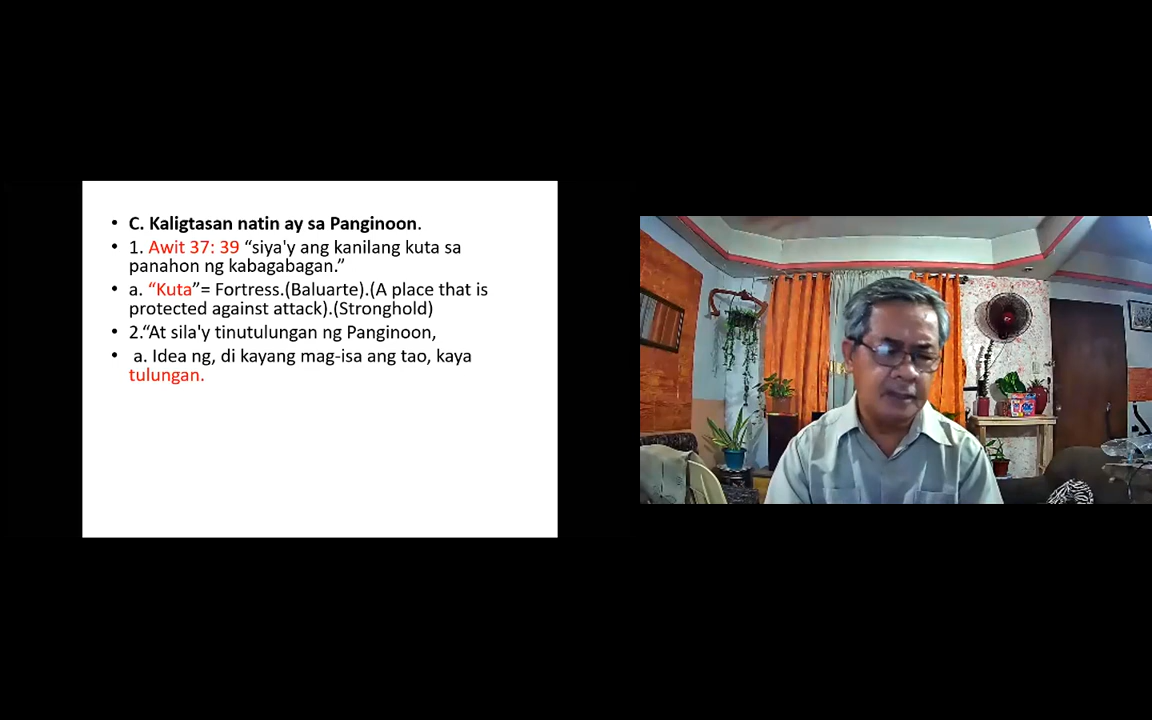 • C. Kaligtasan natin ay sa Panginoon.
• 1. Awit 37: 39 “siya'y ang kanilang kuta sa
panahon ng kabagabagan.”
• a. “Kuta”= Fortress.(Baluarte).(A place that is
protected against attack).(Stronghold)
• 2.“At sila'y tinutulungan ng Panginoon,
• a. Idea ng, di kayang mag-isa ang tao, kaya
tulungan.